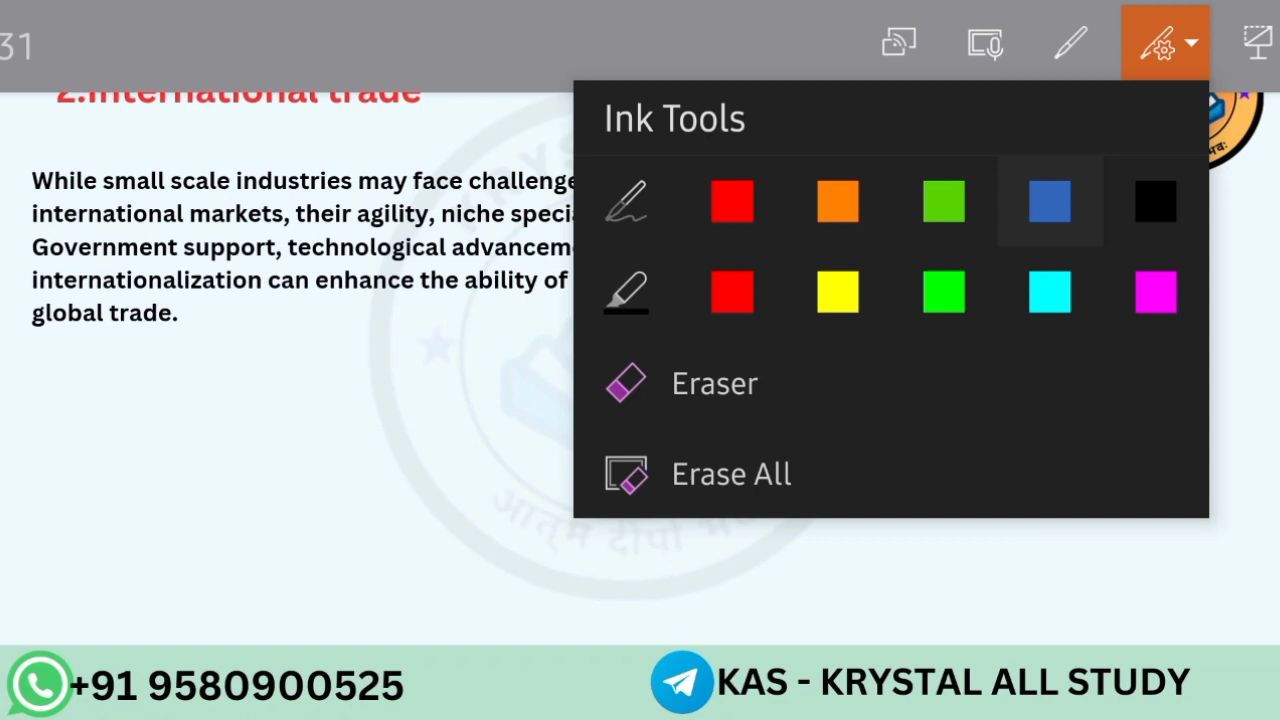 31
2.International trade
Ink Tools
While small scale industries may face challenge
international markets, their agility, niche speci
Government support, technological advancem
internationalization can enhance the ability of
global trade.
Eraser
Erase All
आत्म दीपो
+91 9580900525
KAS - KRYSTAL ALL STUDY